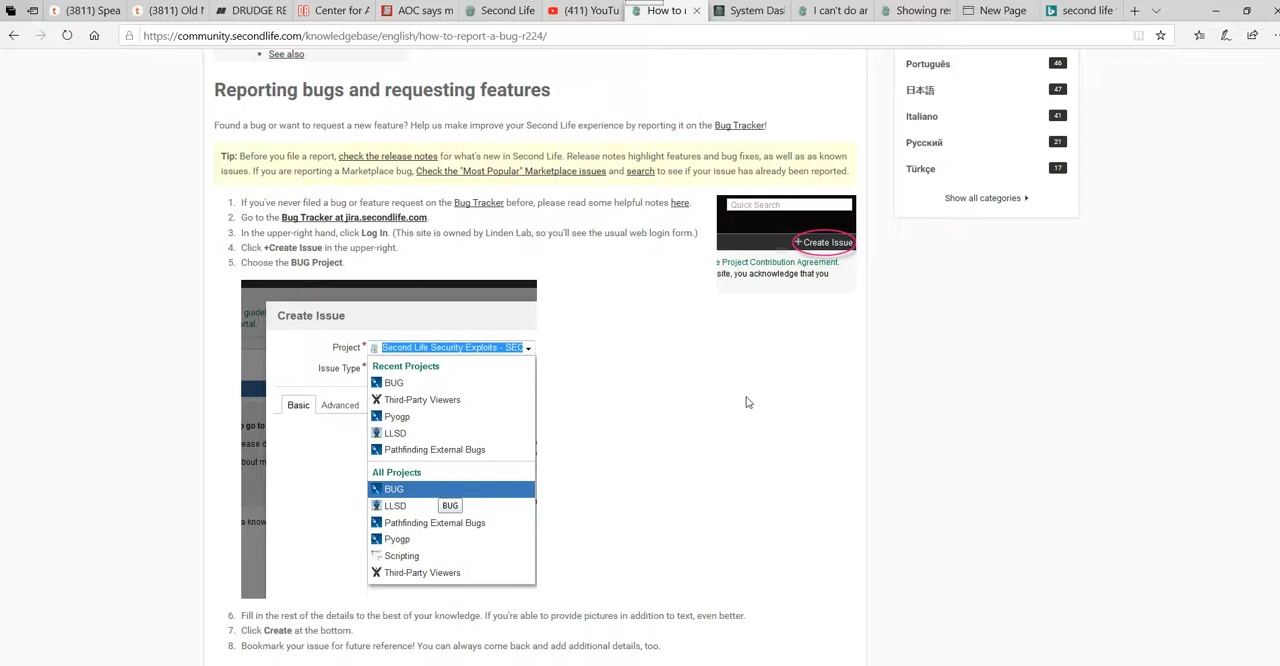 (3811) Spea
(3811) Old M
DRUDGE RE
Center for A
AOC says m
Second Life
(411) YouTu
How to r
System Dash
I can't do an
Showing res
New Page
second life
https://community.secondlife.com/knowledgebase/english/how-to-report-a-bug-r224/
See also
Reporting bugs and requesting features
Found a bug or want to request a new feature? Help us make improve your Second Life experience by reporting it on the Bug Tracker!
Tip: Before you file a report, check the release notes for what's new in Second Life. Release notes highlight features and bug fixes, as well as as known
issues. If you are reporting a Marketplace bug, Check the "Most Popular" Marketplace issues and search to see if your issue has already been reported.
1. If you've never filed a bug or feature request on the Bug Tracker before, please read some helpful notes here.
2. Go to the Bug Tracker at jira.secondlife.com.
3. In the upper-right hand, click Log In. (This site is owned by Linden Lab, so you'll see the usual web login form.)
4. Click +Create Issue in the upper-right.
5. Choose the BUG Project.
Quick Search
+ Create Issue
e Project Contribution Agreement.
site, you acknowledge that you
guidel
ortal.
o go to
ease d
bout m
a know
Create Issue
Project *
Second Life Security Exploits - SEC
Issue Type *
Basic
Advanced
Recent Projects
BUG
Third-Party Viewers
Pyogp
LLSD
Pathfinding External Bugs
All Projects
BUG
LLSD
BUG
Pathfinding External Bugs
Pyogp
Scripting
Third-Party Viewers
6. Fill in the rest of the details to the best of your knowledge. If you're able to provide pictures in addition to text, even better.
7. Click Create at the bottom.
8. Bookmark your issue for future reference! You can always come back and add additional details, too.
Português 46
日本語 47
Italiano 41
Русский 21
Türkçe 17
Show all categories